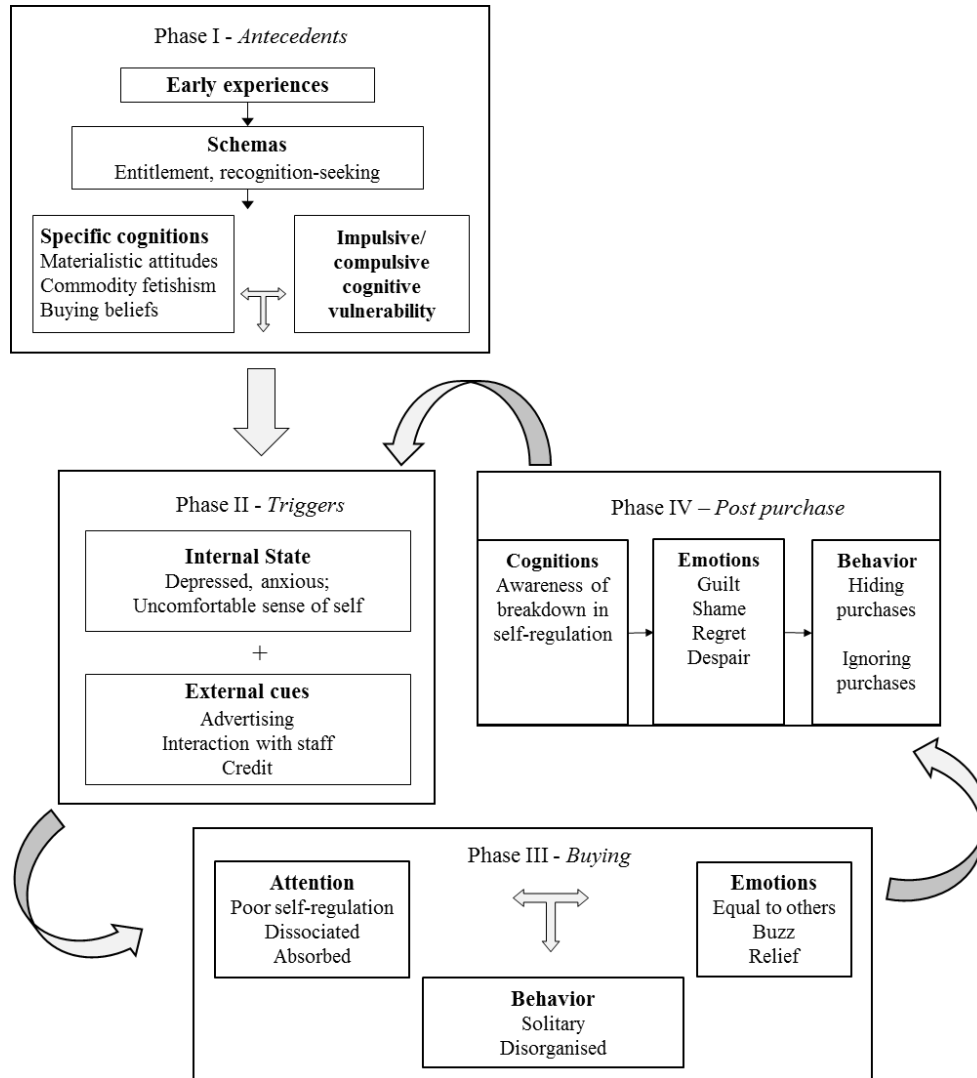 Phase I - Antecedents
Early experiences
Schemas
Entitlement, recognition-seeking
Specific cognitions
Materialistic attitudes
Commodity fetishism
Buying beliefs
Impulsive/
compulsive
cognitive
vulnerability
Phase II - Triggers
Internal State
Depressed, anxious;
Uncomfortable sense of self
+
External cues
Advertising
Interaction with staff
Credit
Phase IV – Post purchase
Cognitions
Awareness of
breakdown in
self-regulation
Emotions
Guilt
Shame
Regret
Despair
Behavior
Hiding
purchases
Ignoring
purchases
Phase III - Buying
Attention
Poor self-regulation
Dissociated
Absorbed
Behavior
Solitary
Disorganised
Emotions
Equal to others
Buzz
Relief